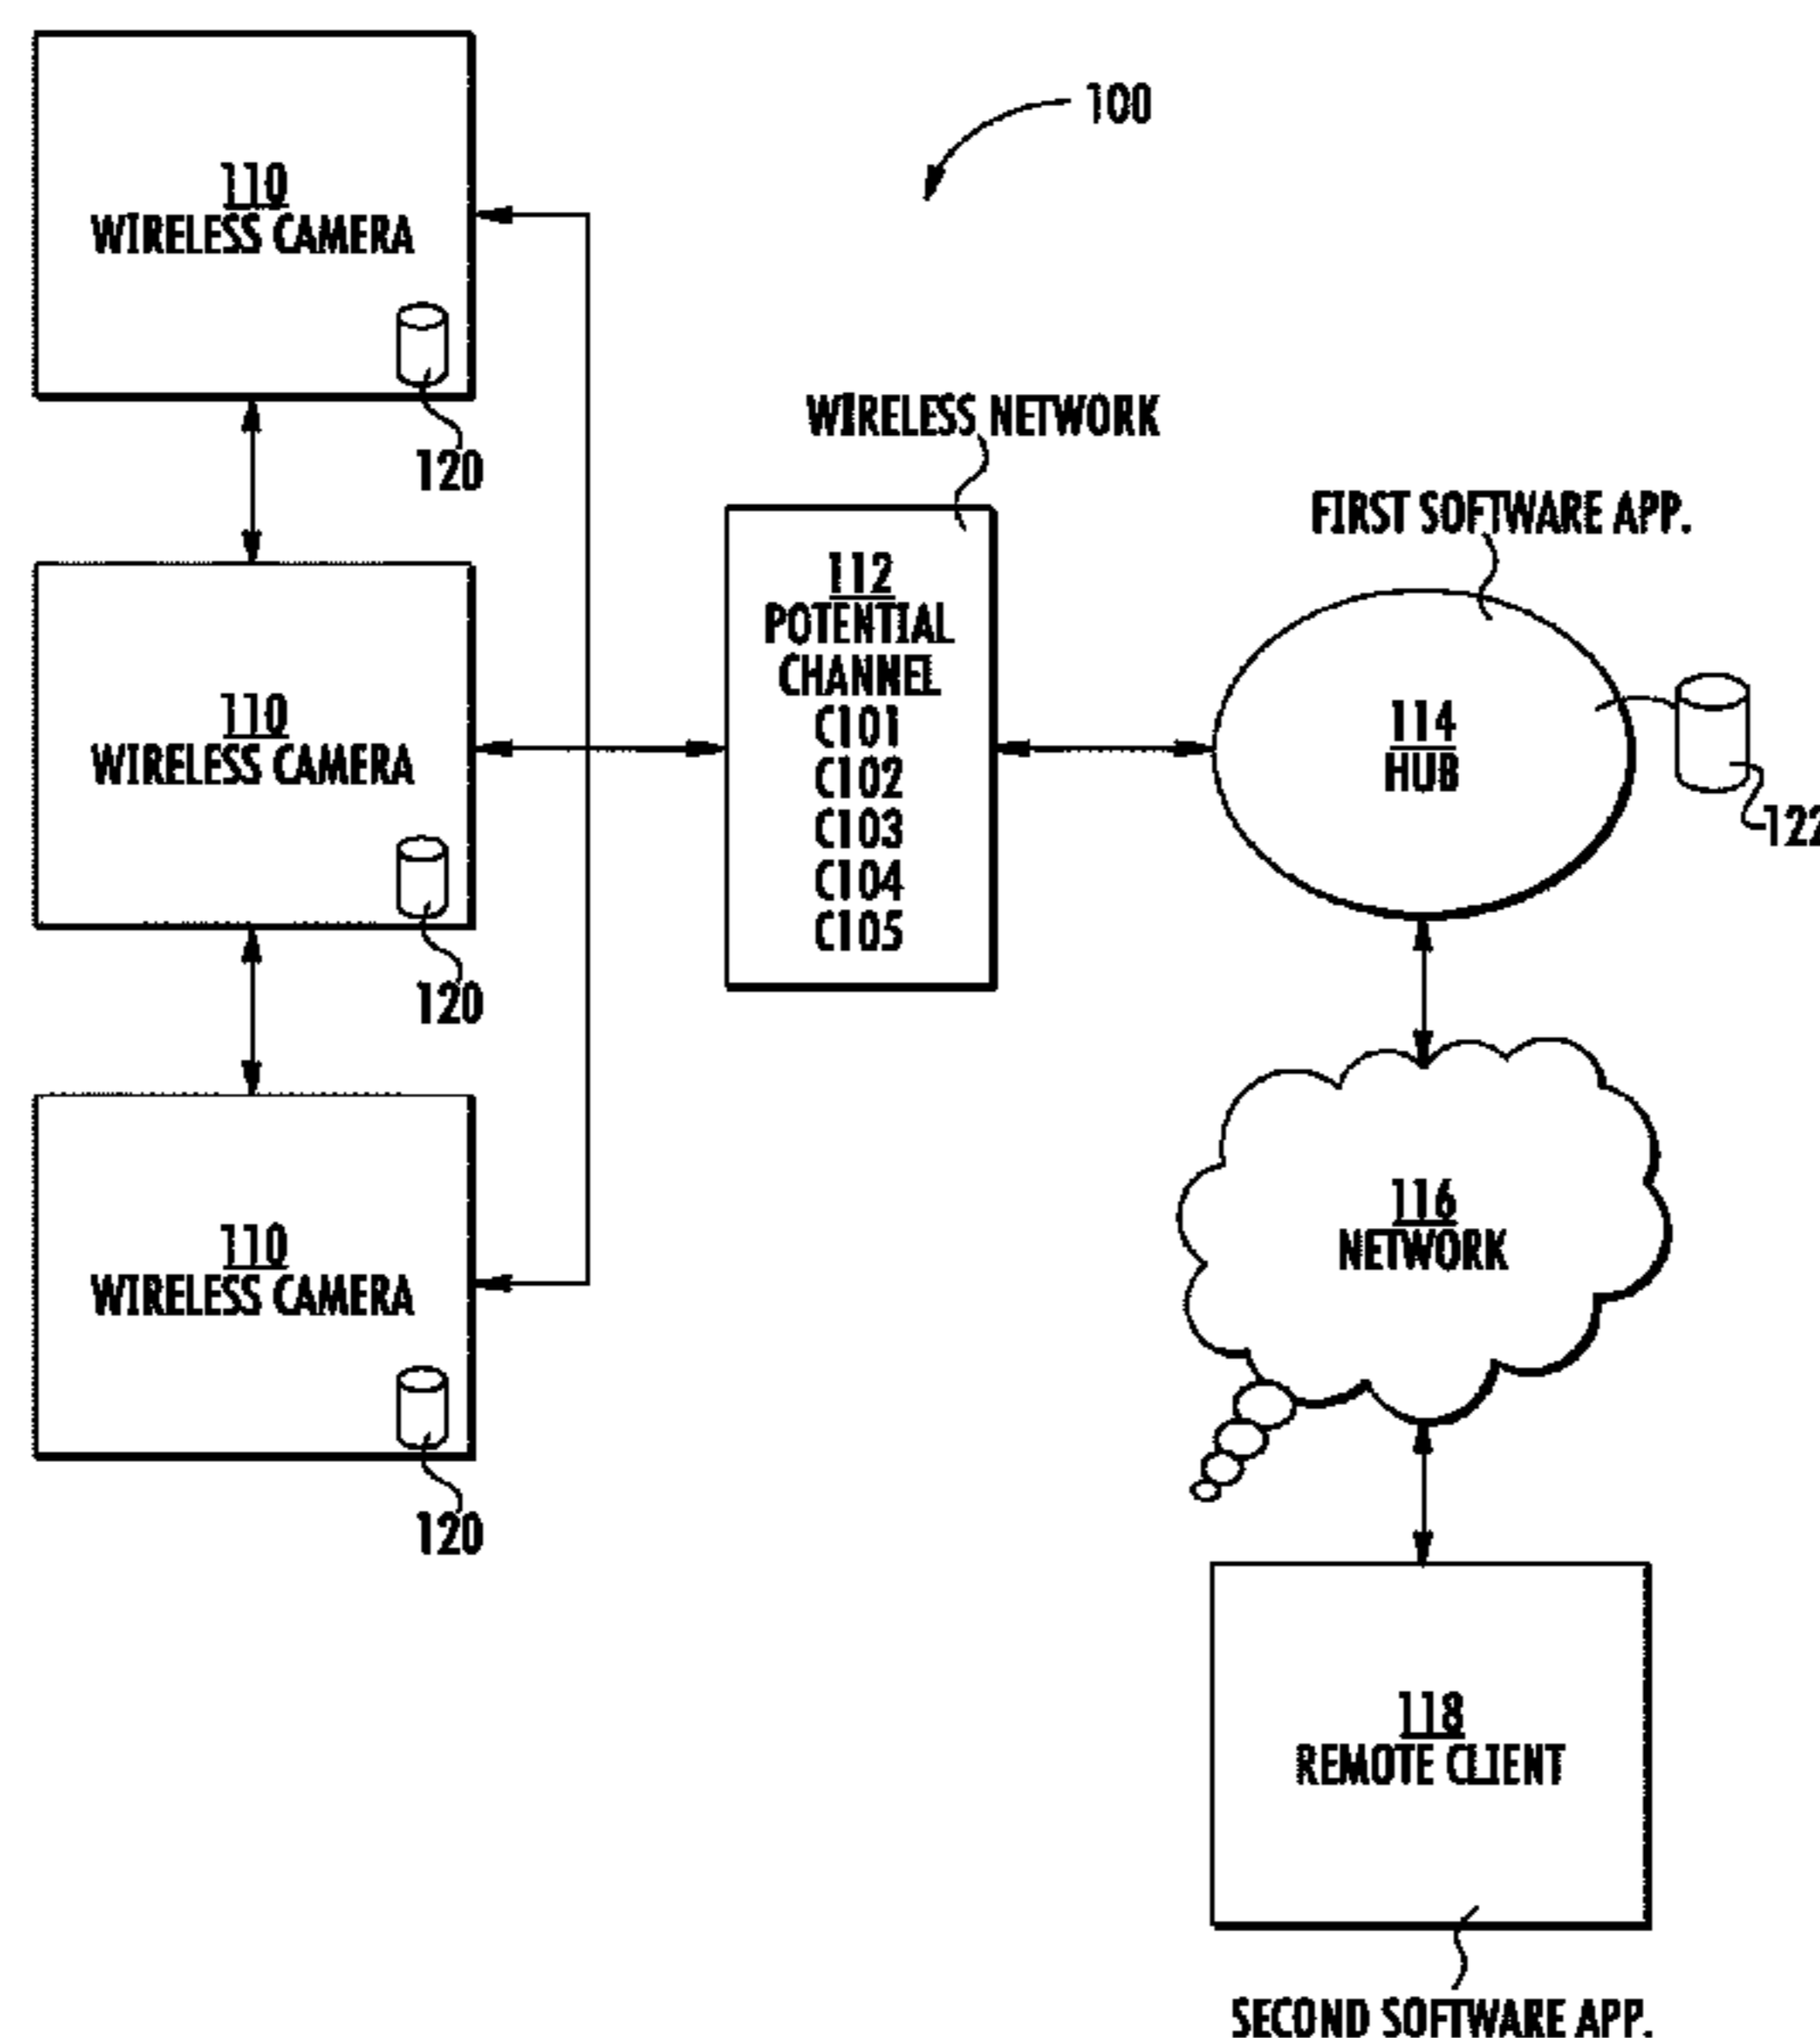 100
110
WIRELESS CAMERA
120
110
WIRELESS CAMERA
120
110
WIRELESS CAMERA
120
WIRELESS NETWORK
112
POTENTIAL
CHANNEL
C101
C102
C103
C104
C105
FIRST SOFTWARE APP.
114
HUB
122
116
NETWORK
118
REMOTE CLIENT
SECOND SOFTWARE APP.